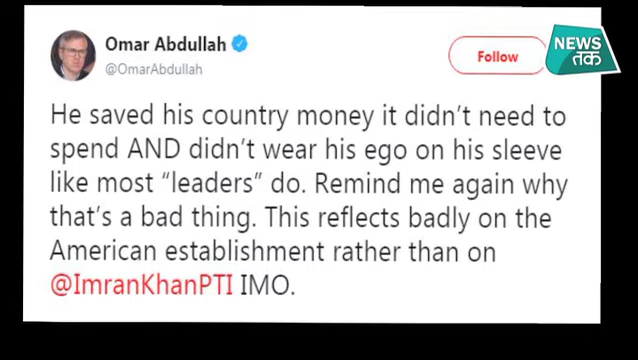 Omar Abdullah
@OmarAbdullah
Follow
NEWS
तक
He saved his country money it didn't need to
spend AND didn't wear his ego on his sleeve
like most “leaders” do. Remind me again why
that's a bad thing. This reflects badly on the
American establishment rather than on
@ImranKhanPTI IMO.